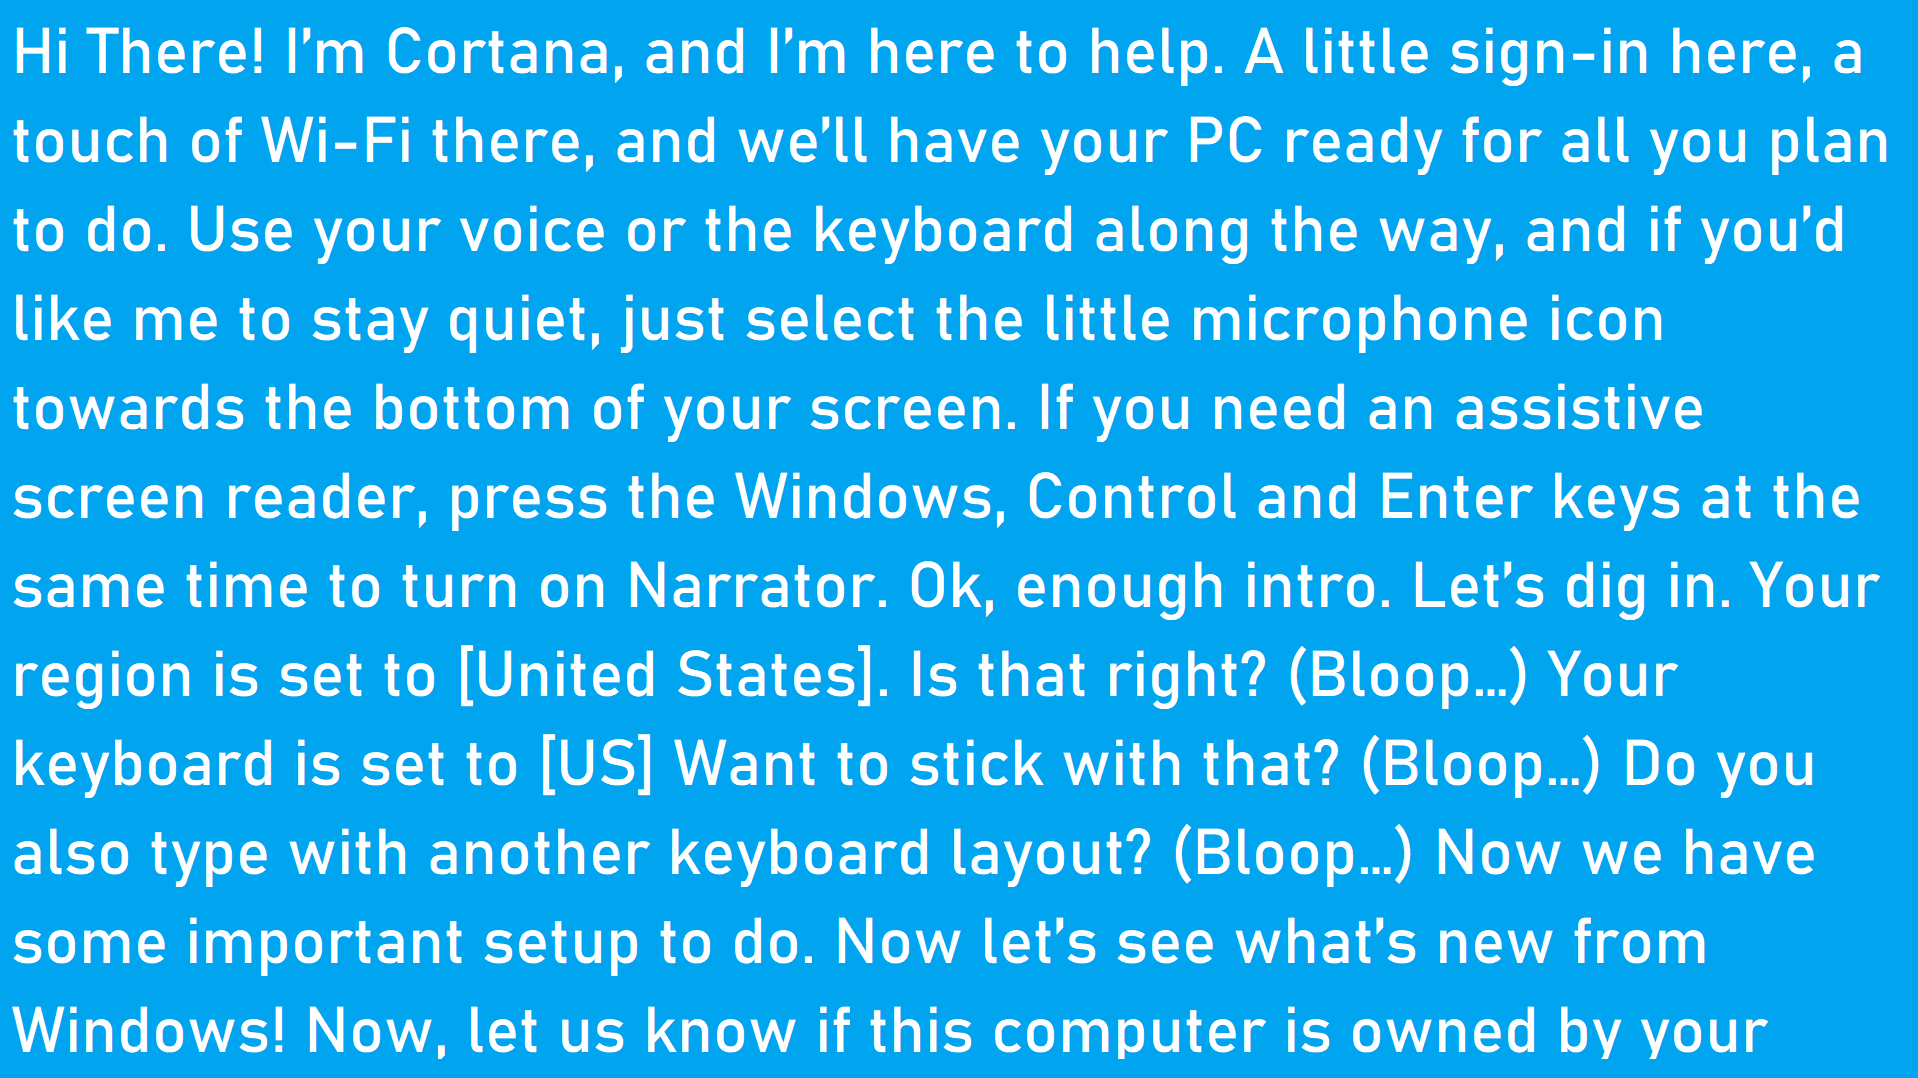 Hi There! I’m Cortana, and I’m here to help. A little sign-in here, a
touch of Wi-Fi there, and we’ll have your PC ready for all you plan
to do. Use your voice or the keyboard along the way, and if you’d
like me to stay quiet, just select the little microphone icon
towards the bottom of your screen. If you need an assistive
screen reader, press the Windows, Control and Enter keys at the
same time to turn on Narrator. Ok, enough intro. Let’s dig in. Your
region is set to [United States]. Is that right? (Bloop…) Your
keyboard is set to [US] Want to stick with that? (Bloop…) Do you
also type with another keyboard layout? (Bloop…) Now we have
some important setup to do. Now let’s see what’s new from
Windows! Now, let us know if this computer is owned by your